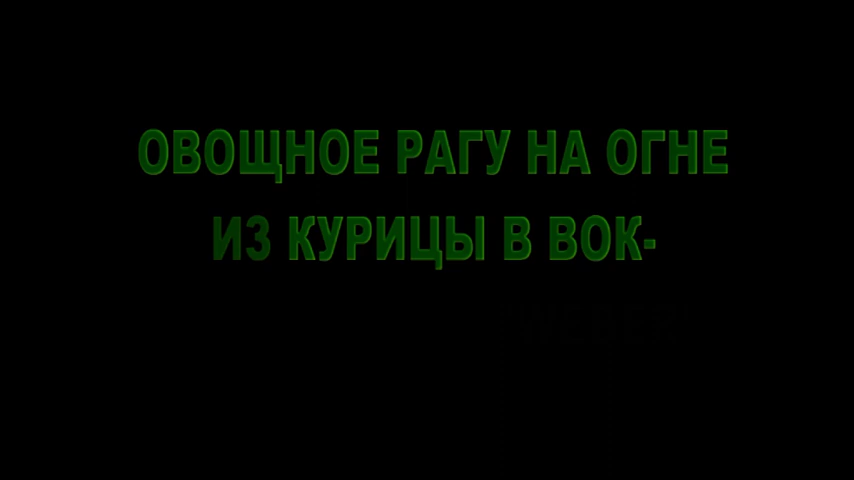 ОВОЩНОЕ РАГУ НА ОГНЕ
ИЗ КУРИЦЫ В ВОК-